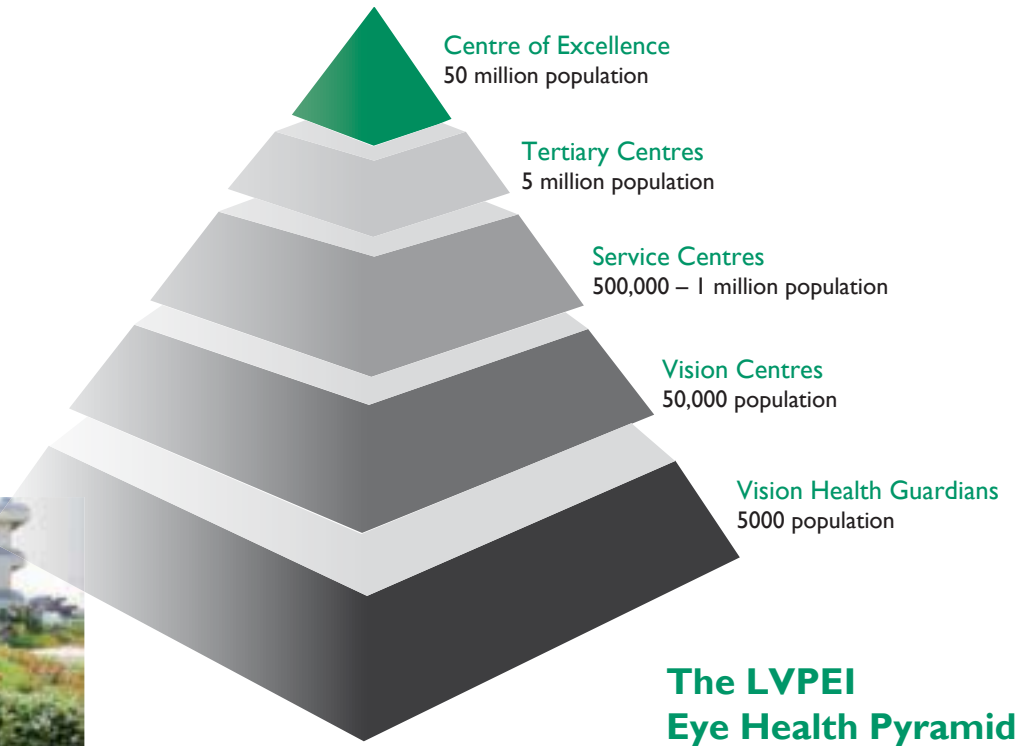 Centre of Excellence
50 million population
Tertiary Centres
5 million population
Service Centres
500,000 – 1 million population
Vision Centres
50,000 population
Vision Health Guardians
5000 population
The LVPEI
Eye Health Pyramid